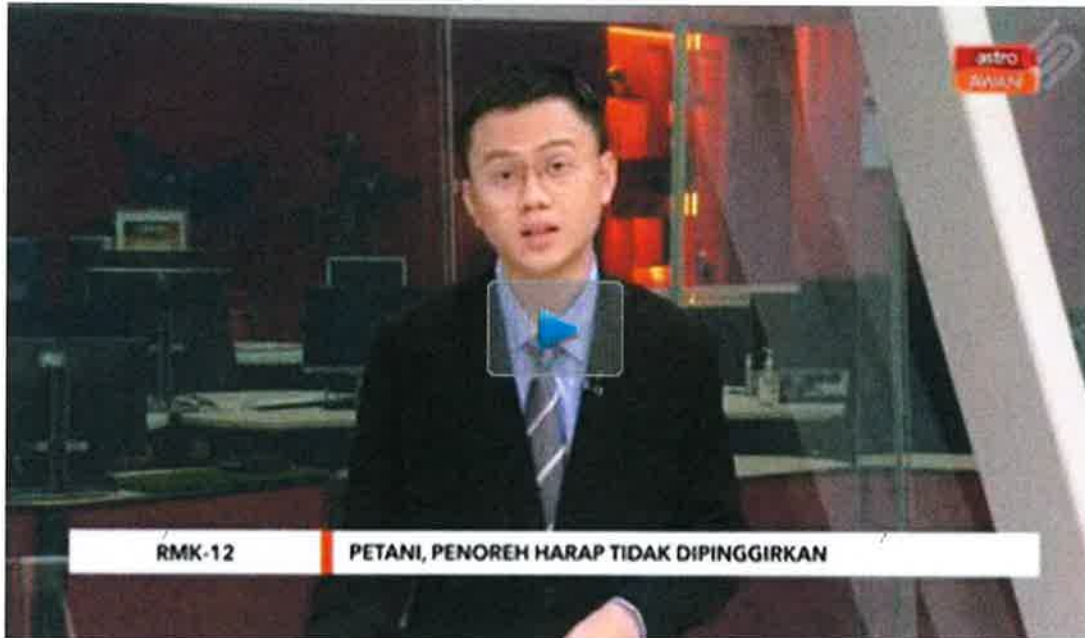 astro
AWANI
RMK-12
PETANI, PENOREH HARAP TIDAK DIPINGGIRKAN